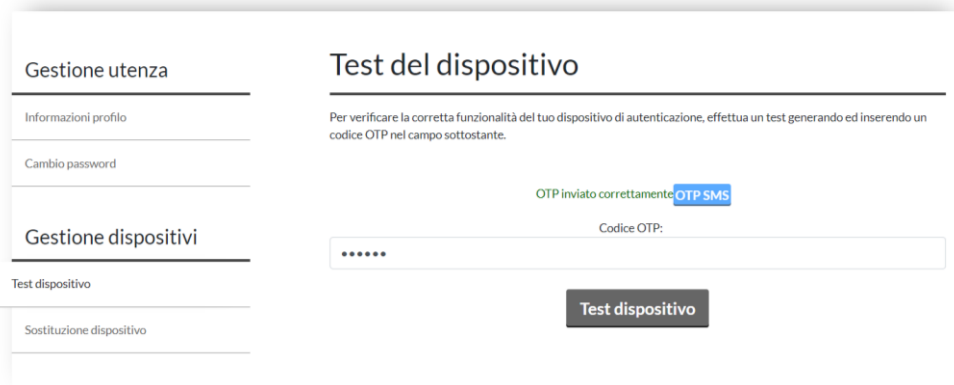 Gestione utenza
Informazioni profilo
Cambio password
Gestione dispositivi
Test dispositivo
Sostituzione dispositivo
Test del dispositivo
Per verificare la corretta funzionalità del tuo dispositivo di autenticazione, effettua un test generando ed inserendo un
codice OTP nel campo sottostante.
OTP inviato correttamente OTP SMS
Codice OTP:
••••••
Test dispositivo